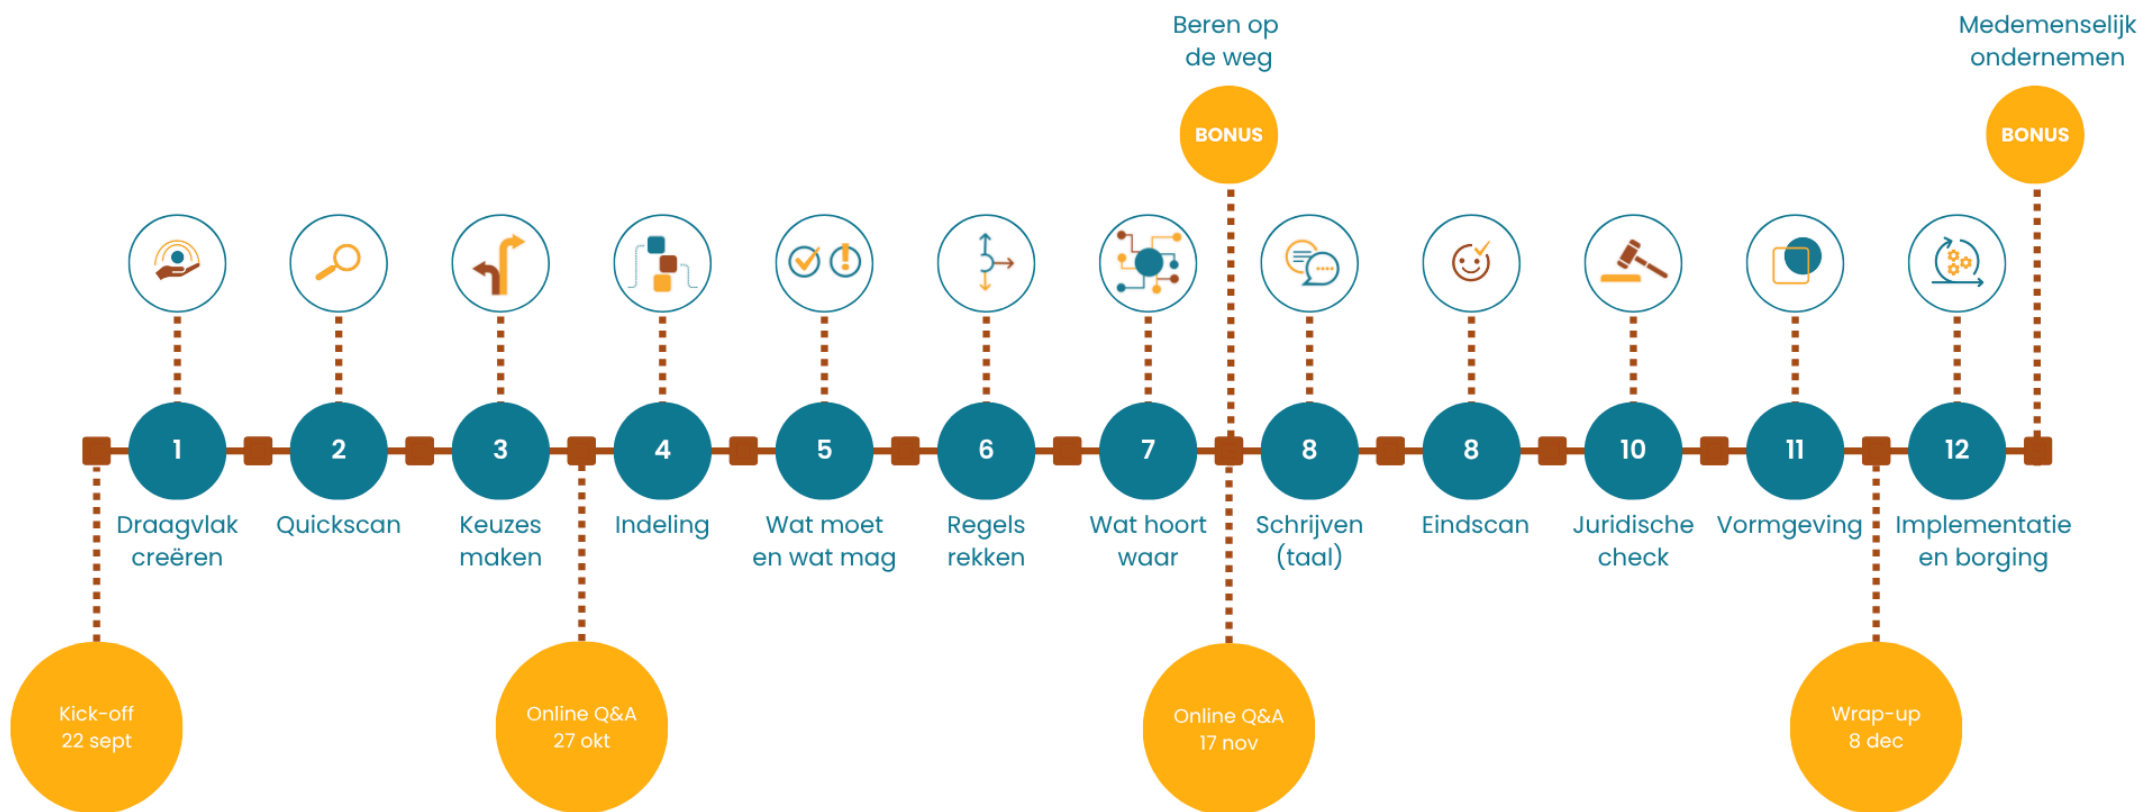 Beren op
de weg
Medemenselijk
ondernemen
BONUS
BONUS
1
2
3
4
5
6
7
8
8
10
11
12
Draagvlak
creëren
Quickscan
Keuzes
maken
Indeling
Wat moet
en wat mag
Regels
rekken
Wat hoort
waar
Schrijven
(taal)
Eindscan
Juridische
check
Vormgeving
Implementatie
en borging
Kick-off
22 sept
Online Q&A
27 okt
Online Q&A
17 nov
Wrap-up
8 dec